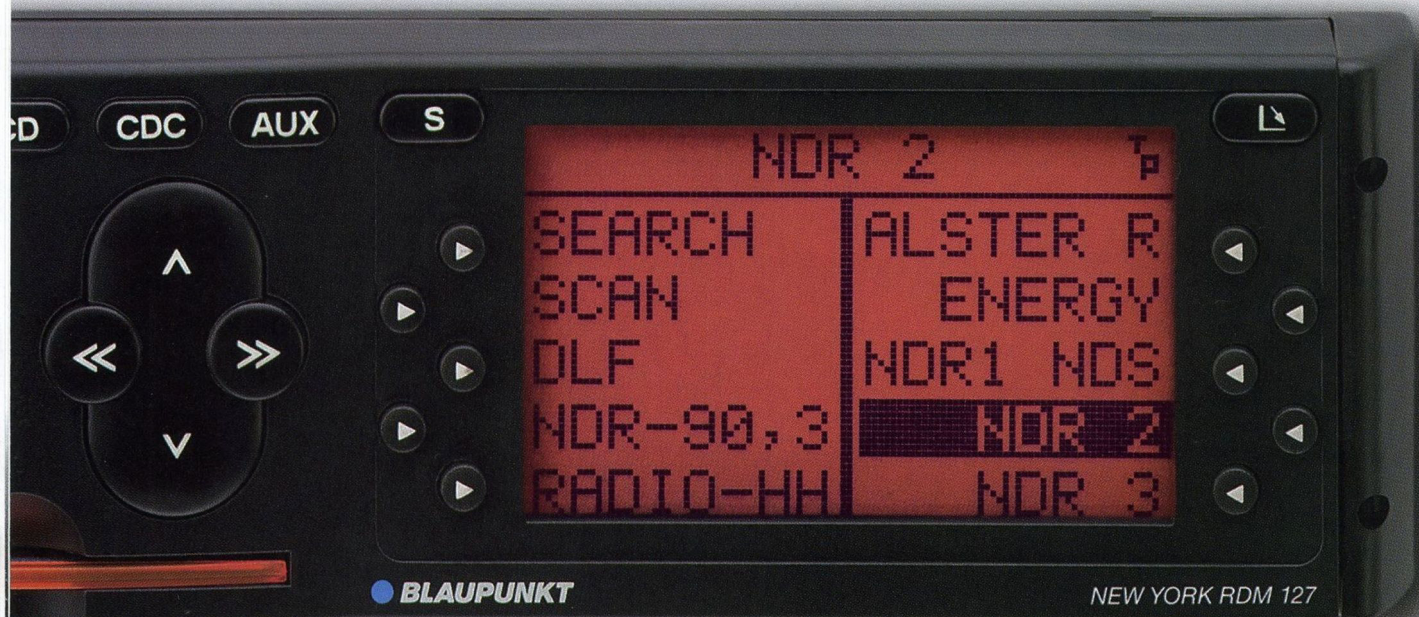 CDC
AUX
S
NDR 2 TP
SEARCH
SCAN
DLF
NDR-90,3
RADIO-HH
ALSTER R
ENERGY
NDR1 NDS
NDR 2
NDR 3
BLAUPUNKT
NEW YORK RDM 127